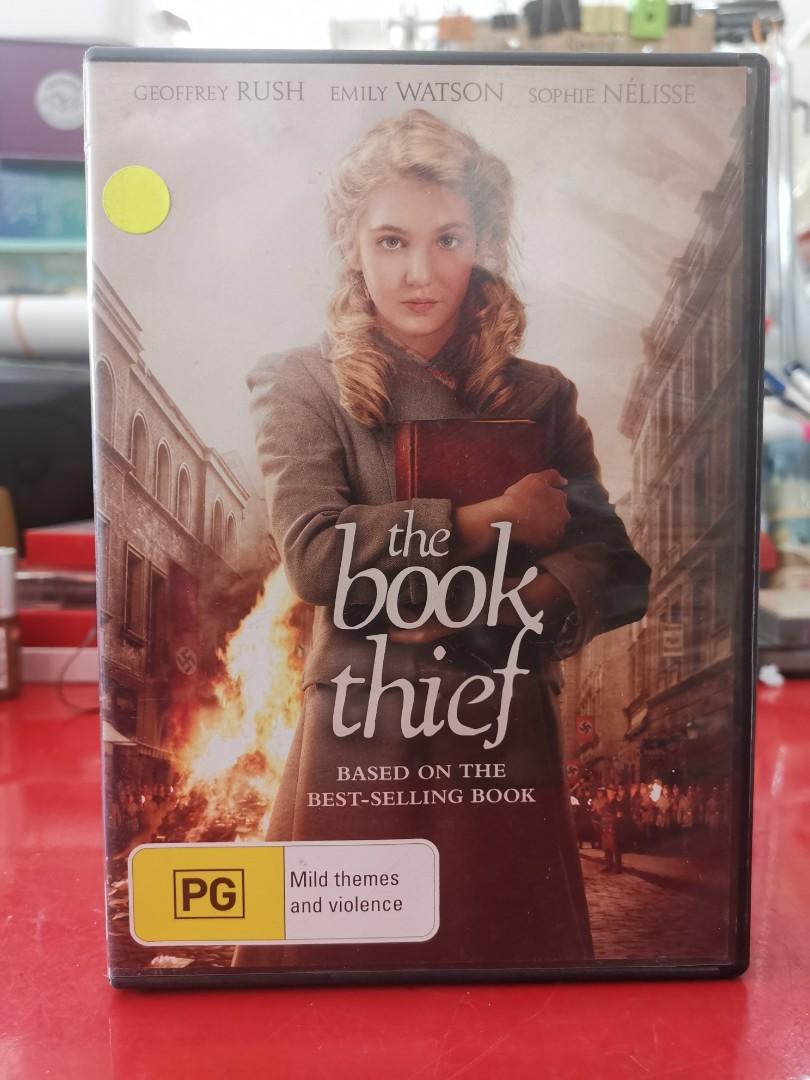 GEOFFREY RUSH EMILY WATSON SOPHIE NÉLISSE
the
book
thief
BASED ON THE
BEST-SELLING BOOK
PG
Mild themes
and violence